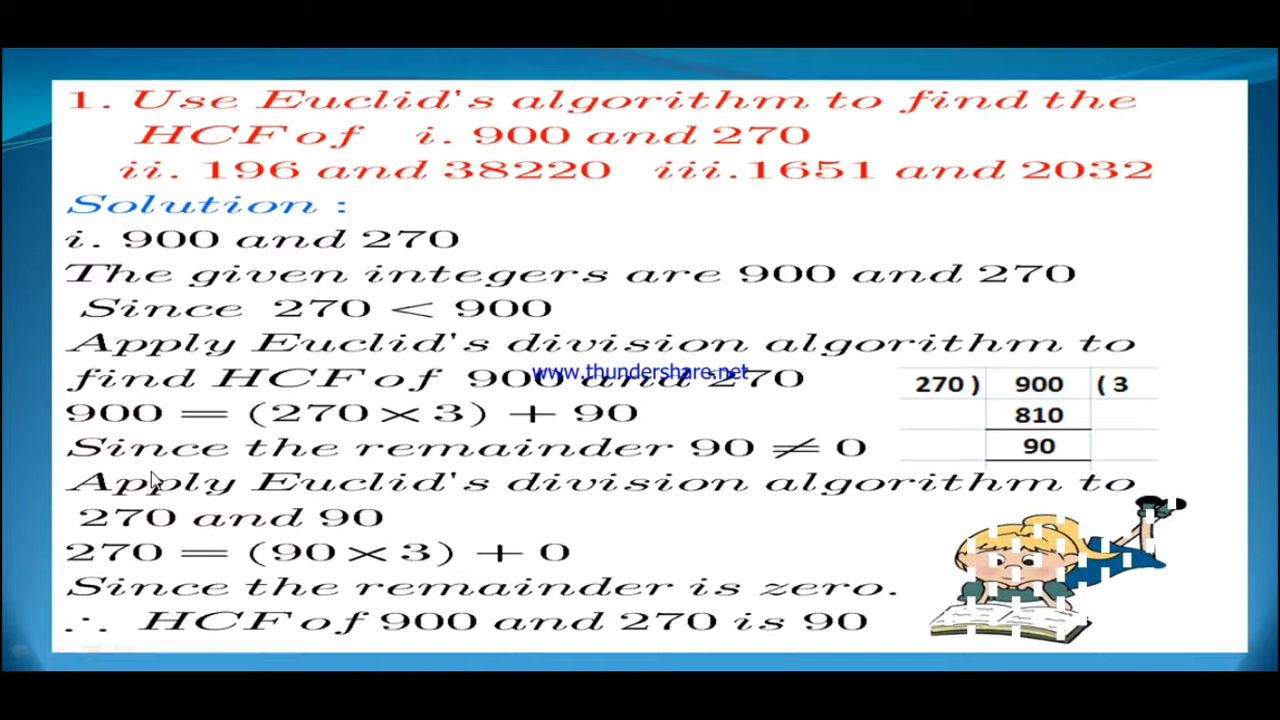 1. Use Euclid's algorithm to find the
HCF of i. 900 and 270
ii. 196 and 38220 iii.1651 and 2032
Solution :
i. 900 and 270
The given integers are 900 and 270
Since 270 < 900
Apply Euclid's division algorithm to
find HCF of 900 and 270
www.thundershare.net
900 = (270 × 3) + 90
Since the remainder 90 ≠ 0
Apply Euclid's division algorithm to
270 and 90
270 = (90 × 3) + 0
Since the remainder is zero.
∴ HCF of 900 and 270 is 90
270 ) 900 ( 3
810
90